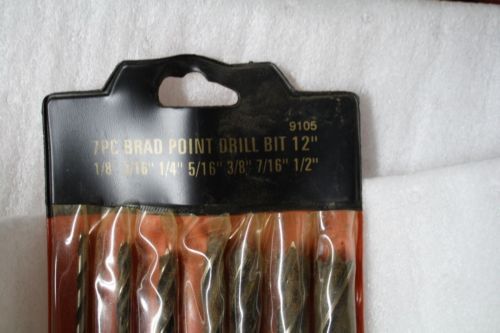 9105
7PC BRAD POINT DRILL BIT 12"
1/8" 3/16" 1/4" 5/16" 3/8" 7/16" 1/2"